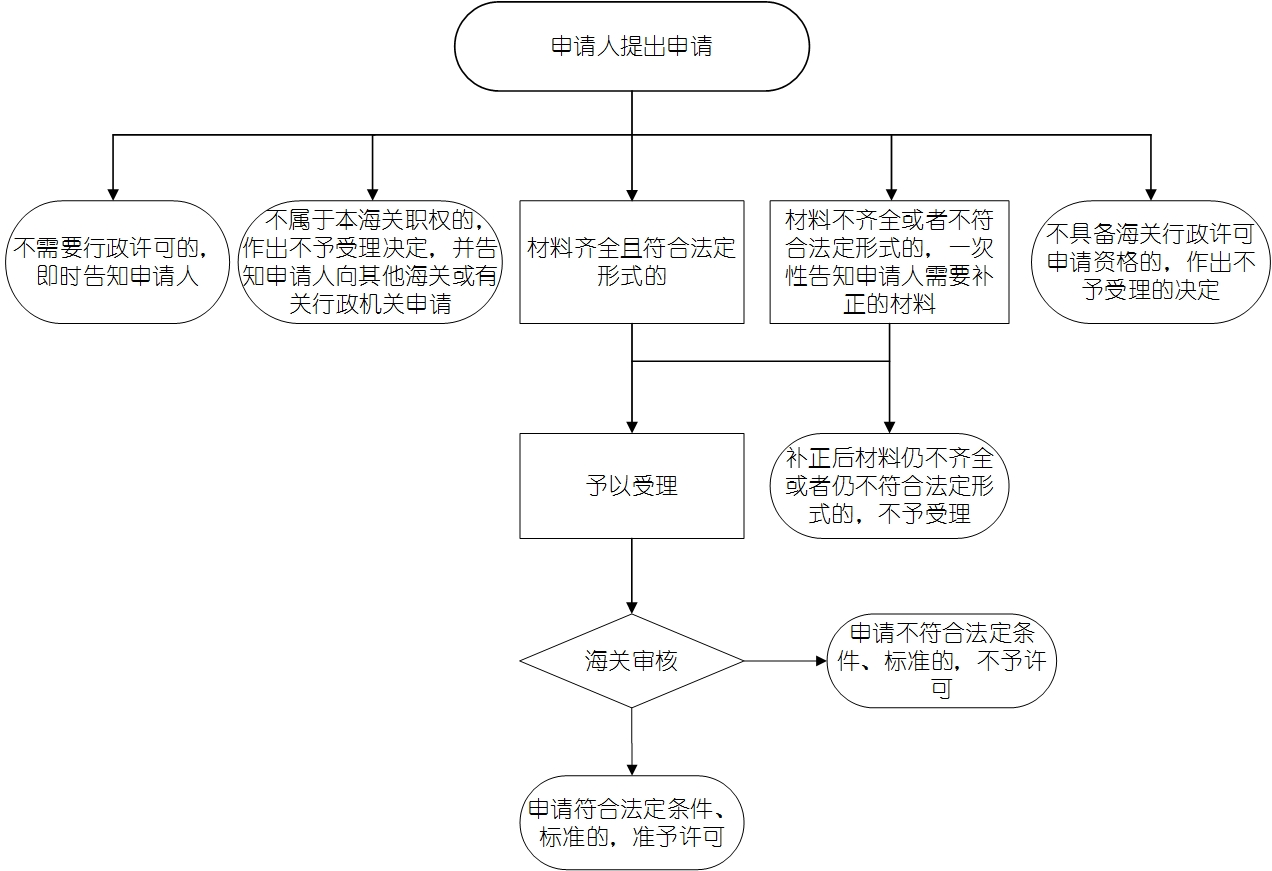 申请人提出申请
不需要行政许可的，
即时告知申请人
不属于本海关职权的，
作出不予受理决定，并告
知申请人向其他海关或有
关行政机关申请
材料齐全且符合法定
形式的
材料不齐全或者不符
合法定形式的，一次
性告知申请人需要补
正的材料
不具备海关行政许可
申请资格的，作出不
予受理的决定
予以受理
补正后材料仍不齐全
或者仍不符合法定形
式的，不予受理
海关审核
申请不符合法定条
件、标准的，不予许
可
申请符合法定条件、
标准的，准予许可